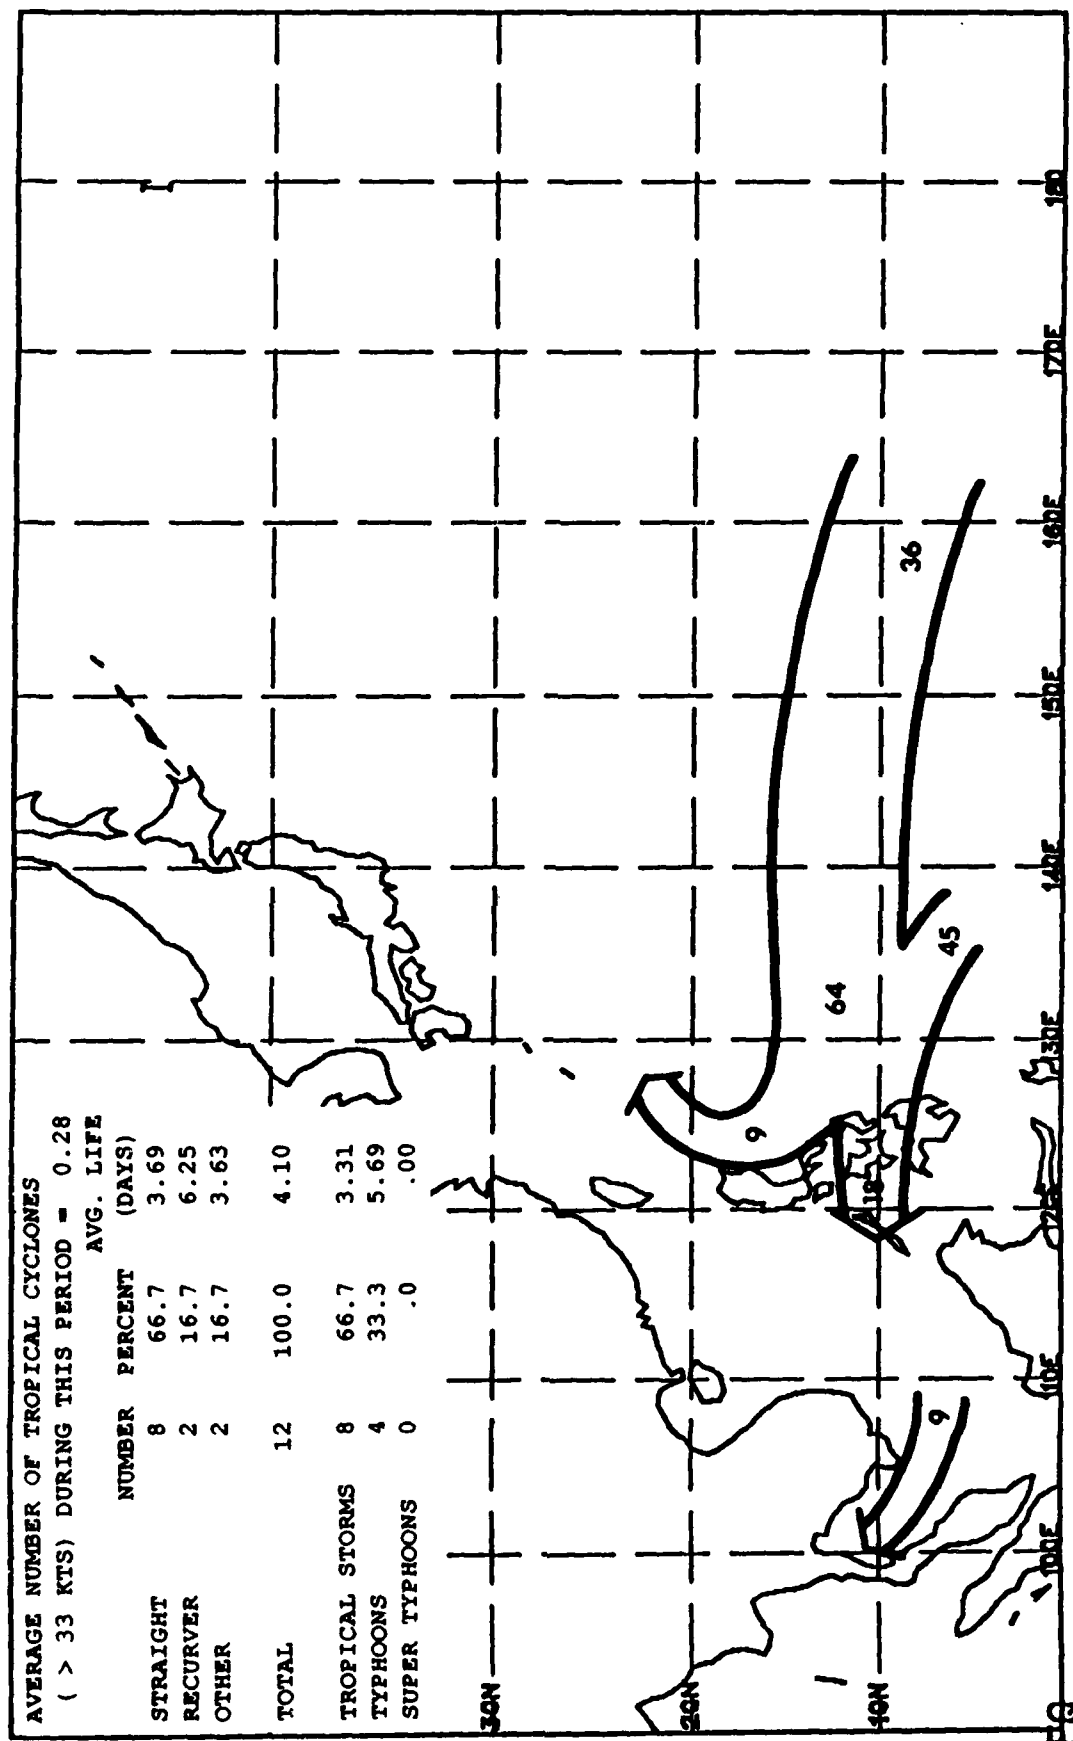 AVERAGE NUMBER OF TROPICAL CYCLONES
( > 33 KTS) DURING THIS PERIOD = 0.28
AVG. LIFE
NUMBER PERCENT (DAYS)
STRAIGHT 8 66.7 3.69
RECURVER 2 16.7 6.25
OTHER 2 16.7 3.63
TOTAL 12 100.0 4.10
TROPICAL STORMS 8 66.7 3.31
TYPHOONS 4 33.3 5.69
SUPER TYPHOONS 0 .0 .00
30N
20N
9
64
36
10N
9
18
45
100E 110E 120E 130E 140E 150E 160E 170E 180